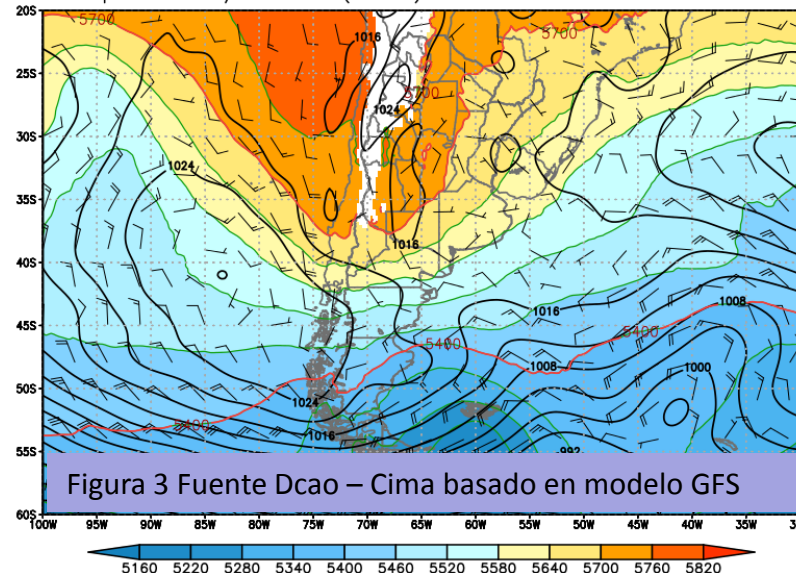 20S
25S
30S
35S
40S
45S
50S
55S
60S
5700
1016
5700
5700
1024
1024
1016
1016
1008
5400
5400
1008
1000
1024
5400
1016
992
Figura 3 Fuente Dcao – Cima basado en modelo GFS
100W 95W 90W 85W 80W 75W 70W 65W 60W 55W 50W 45W 40W 35W
5160 5220 5280 5340 5400 5460 5520 5580 5640 5700 5760 5820